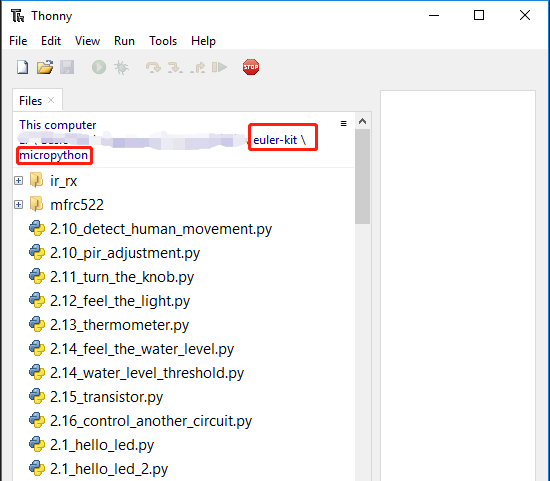 Thonny
File Edit View Run Tools Help
STOP
Files
This computer
euler-kit \
micropython
ir_rx
mfrc522
2.10_detect_human_movement.py
2.10_pir_adjustment.py
2.11_turn_the_knob.py
2.12_feel_the_light.py
2.13_thermometer.py
2.14_feel_the_water_level.py
2.14_water_level_threshold.py
2.15_transistor.py
2.16_control_another_circuit.py
2.1_hello_led.py
2.1_hello_led_2.py